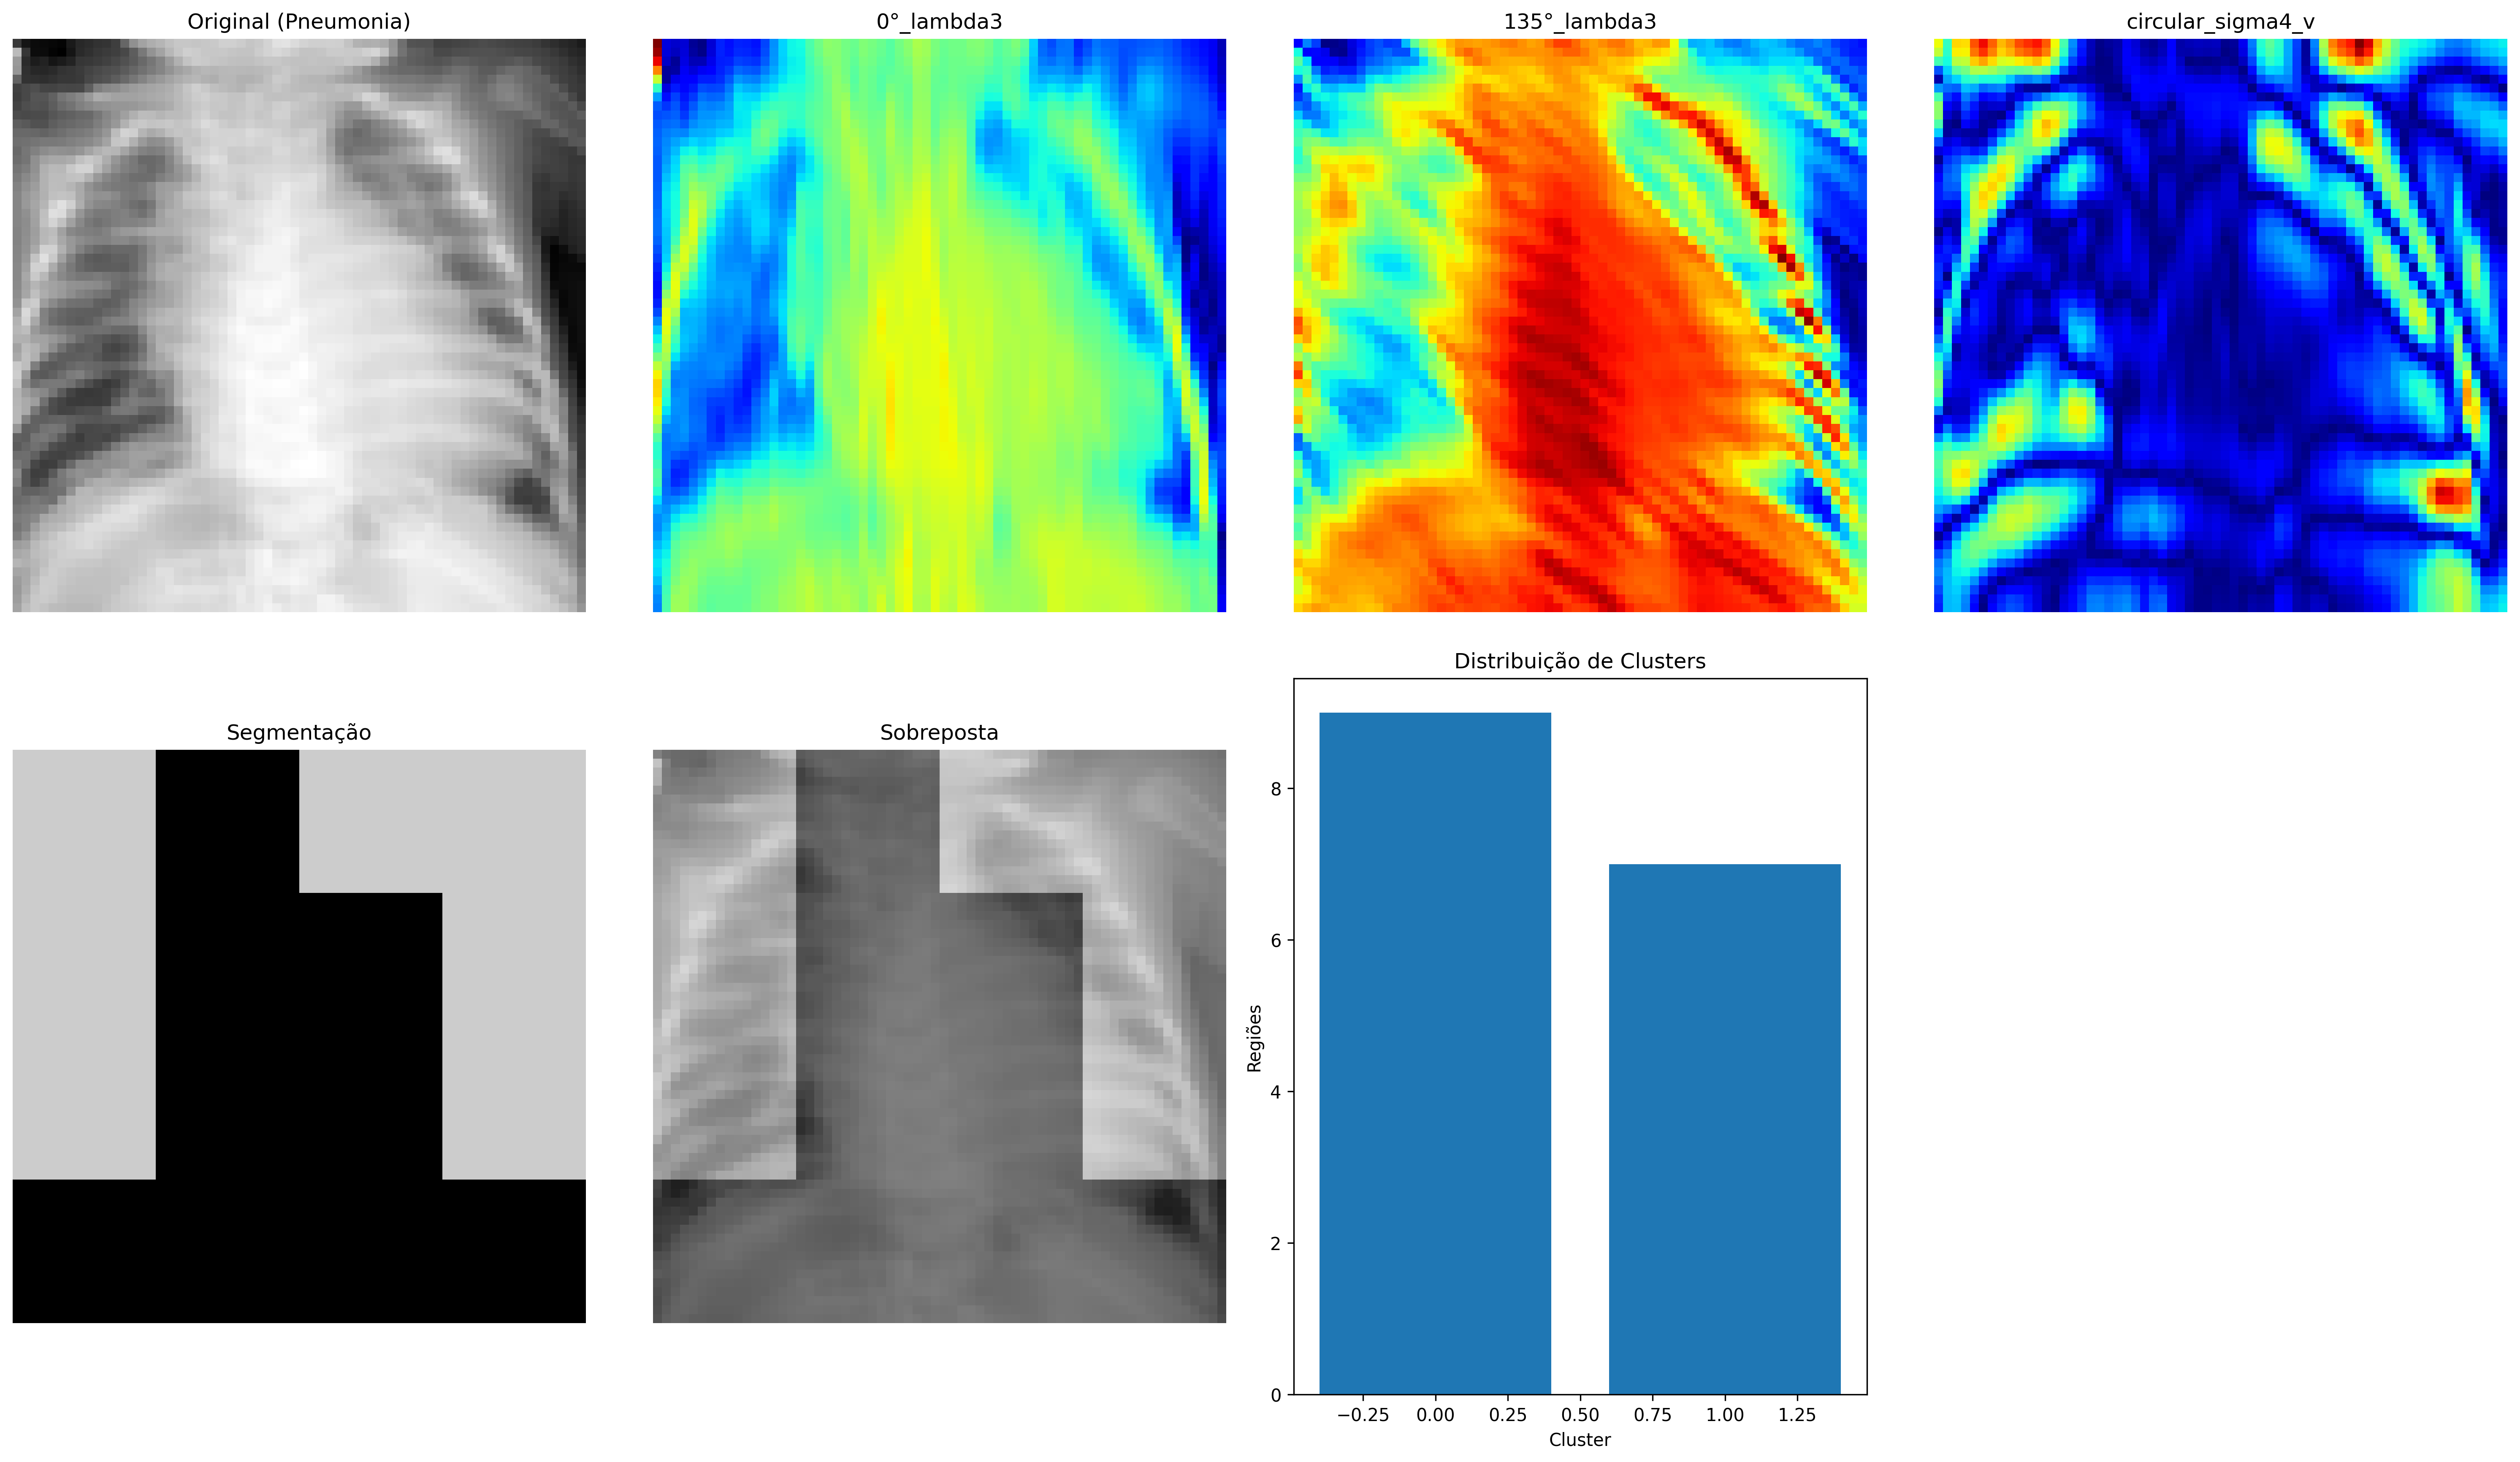 Original (Pneumonia)
0°_lambda3
135°_lambda3
circular_sigma4_v
Segmentação
Sobreposta
Distribuição de Clusters
Regiões
8
6
4
2
0
−0.25 0.00 0.25 0.50 0.75 1.00 1.25
Cluster